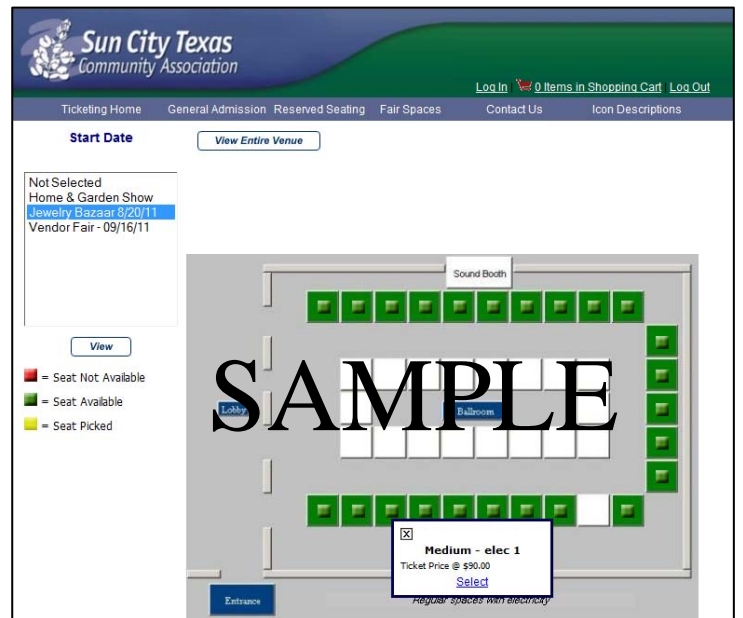 Sun City Texas
Community Association
Log In | 0 Items in Shopping Cart | Log Out
Ticketing Home General Admission Reserved Seating Fair Spaces Contact Us Icon Descriptions
Start Date
View Entire Venue
Not Selected
Home & Garden Show
Jewelry Bazaar 8/20/11
Vendor Fair - 09/16/11
View
= Seat Not Available
= Seat Available
= Seat Picked
Sound Booth
SAMPLE
Lobby
Ballroom
X
Medium - elec 1
Ticket Price @ $90.00
Select
Entrance
Regular spaces with electricity